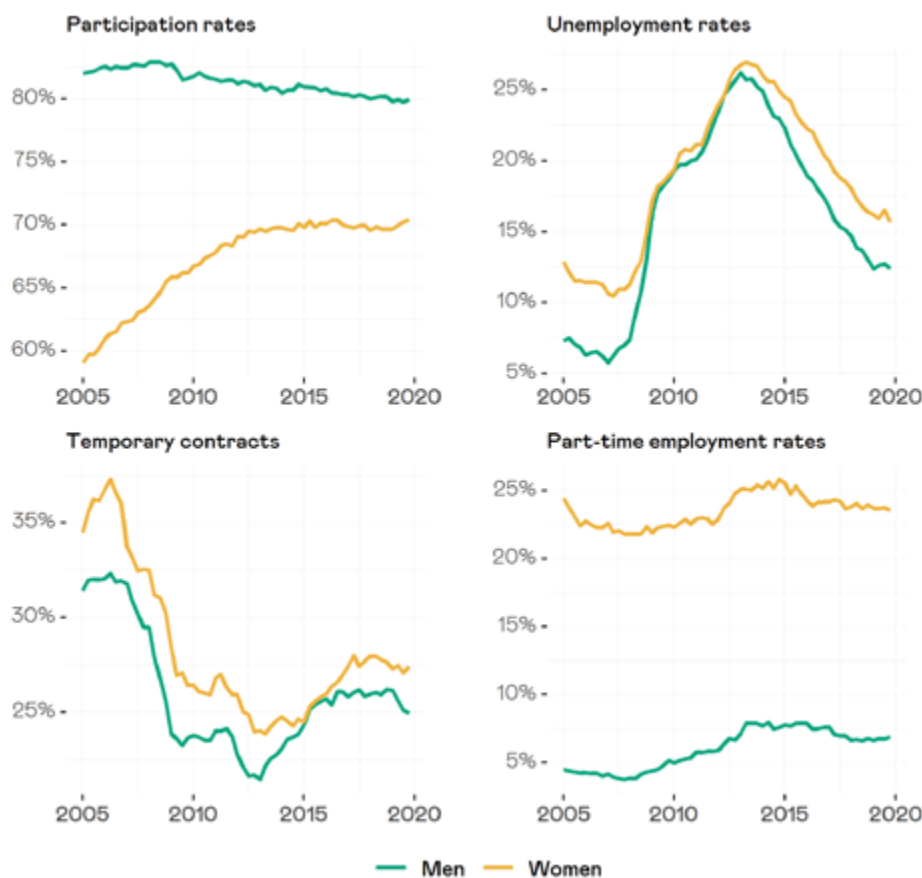 Participation rates
80%
75%
70%
65%
60%
2005 2010 2015 2020
Unemployment rates
25%
20%
15%
10%
5%
2005 2010 2015 2020
Temporary contracts
35%
30%
25%
2005 2010 2015 2020
Part-time employment rates
25%
20%
15%
10%
5%
2005 2010 2015 2020
Men Women